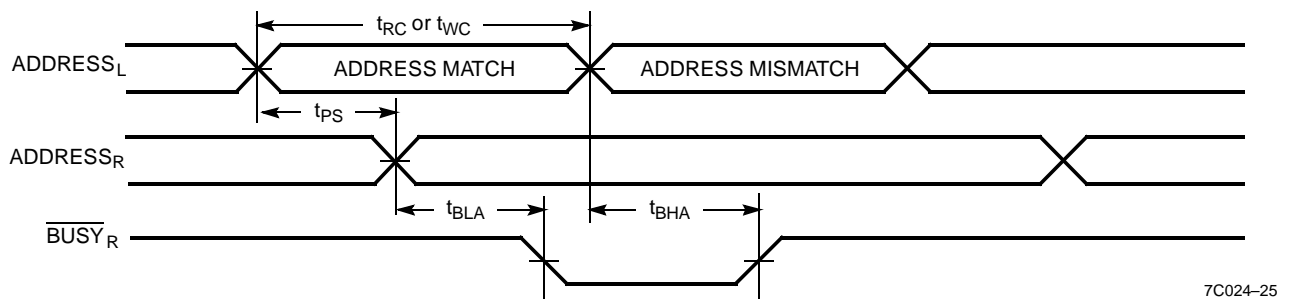 tRC or tWC
ADDRESSL
ADDRESS MATCH
ADDRESS MISMATCH
tPS
ADDRESSR
tBLA
tBHA
BUSYR
7C024–25